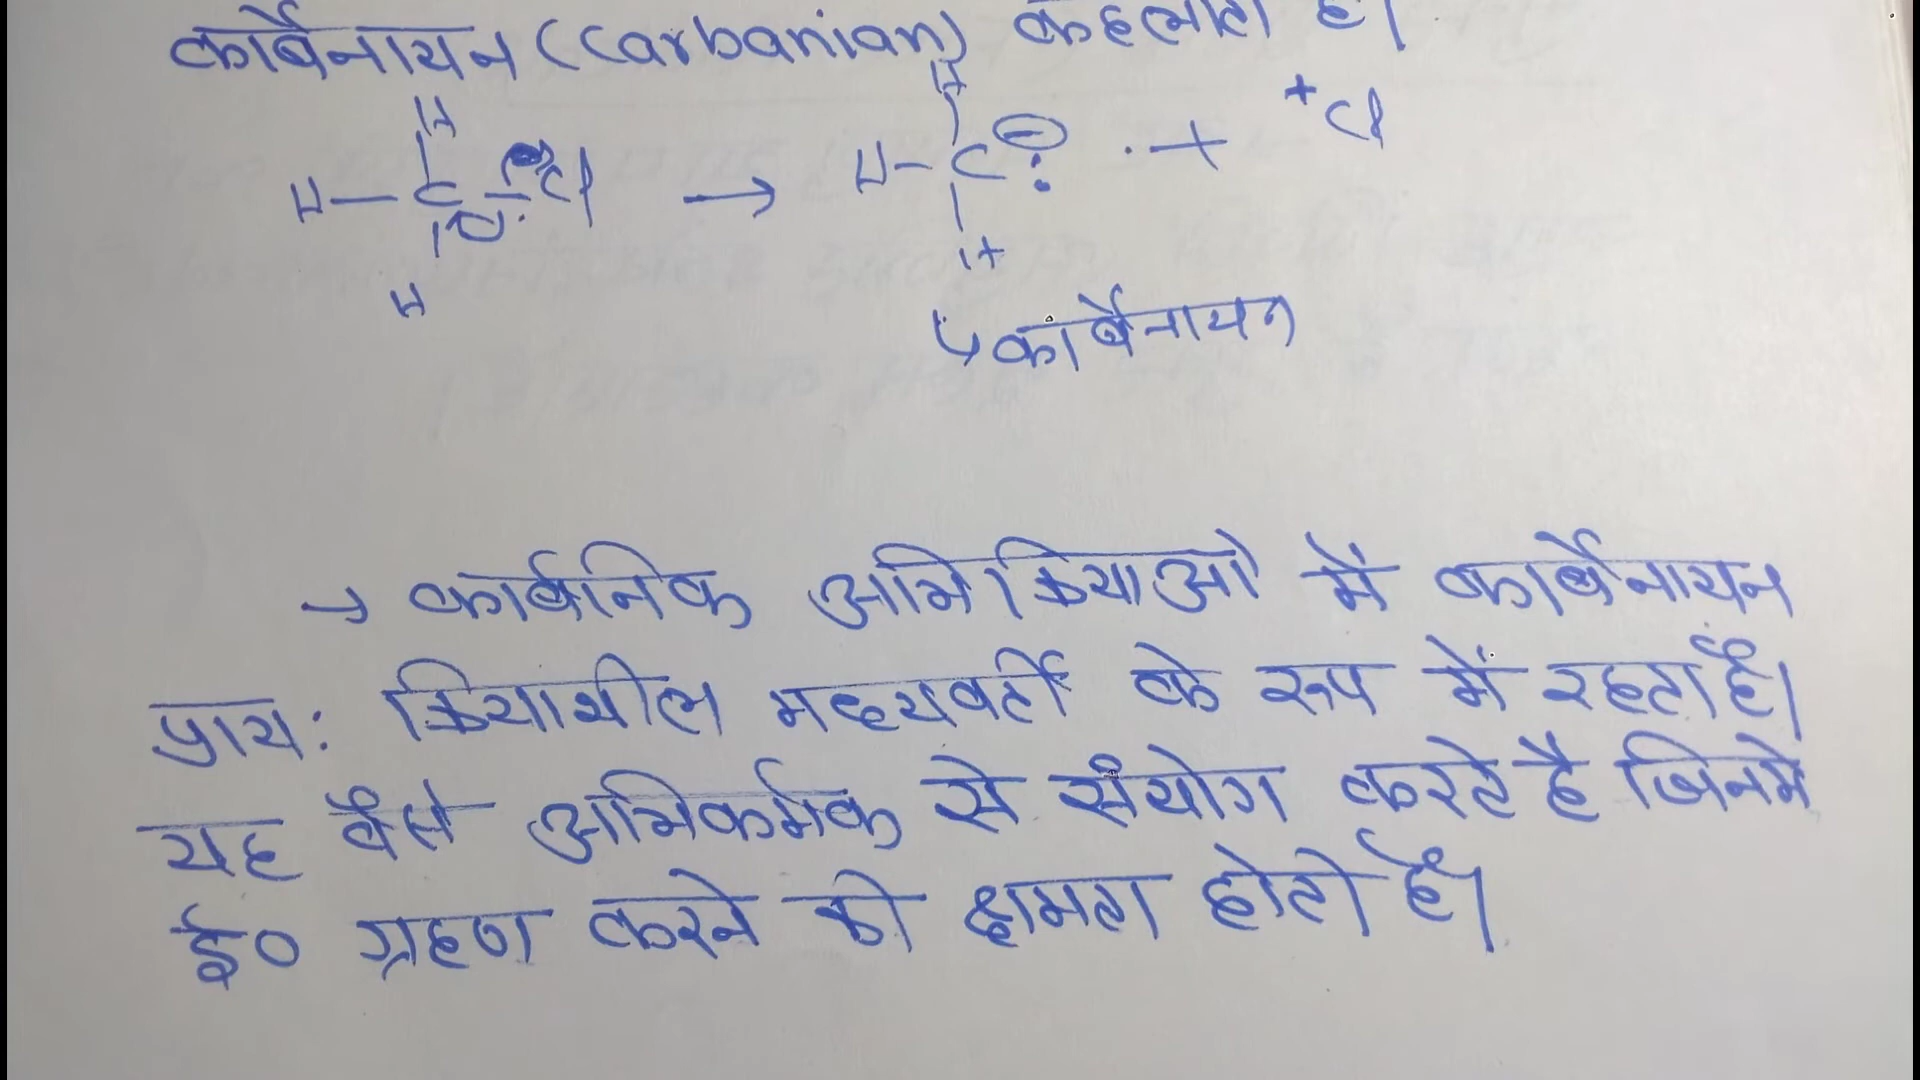 कार्बेनायन (carbanian) कहलाता है।
H
H
H – C – Cl → H – C ⊖ : + +Cl
H
H
↳ कार्बेनायन
→ कार्बनिक अभिक्रियाओ में कार्बेनायन
प्राय: क्रियाशील मध्यवर्ती के रूप में रहता है।
यह वैसे अभिकर्मक से संयोग करते है जिनमे
ई० ग्रहण करने की क्षमता होती है।